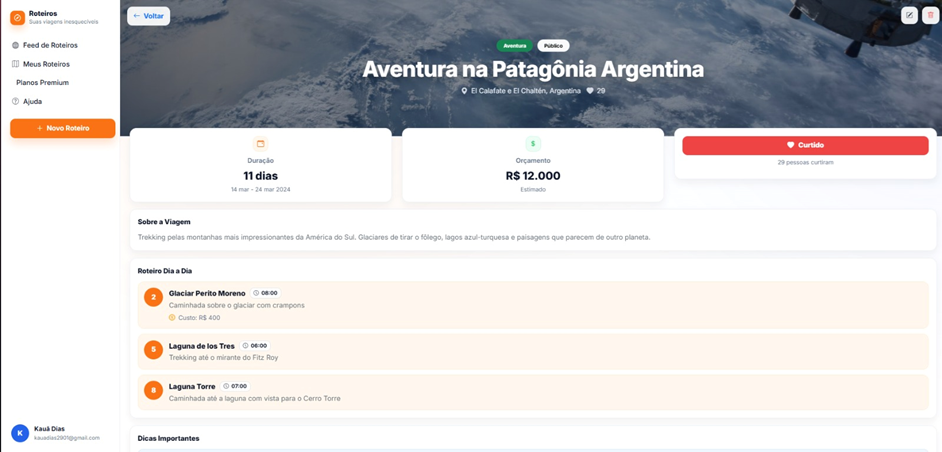 Roteiros
Suas viagens inesquecíveis
Feed de Roteiros
Meus Roteiros
Planos Premium
Ajuda
+ Novo Roteiro
K
Kauã Dias
kauadias2901@gmail.com
← Voltar
Aventura Público
Aventura na Patagônia Argentina
El Calafate e El Chaltén, Argentina 29
Duração
11 dias
14 mar - 24 mar 2024
$
Orçamento
R$ 12.000
Estimado
Curtido
29 pessoas curtiram
Sobre a Viagem
Trekking pelas montanhas mais impressionantes da América do Sul. Glaciares de tirar o fôlego, lagos azul-turquesa e paisagens que parecem de outro planeta.
Roteiro Dia a Dia
2
Glaciar Perito Moreno 08:00
Caminhada sobre o glaciar com crampons
Custo: R$ 400
5
Laguna de los Tres 06:00
Trekking até o mirante do Fitz Roy
8
Laguna Torre 07:00
Caminhada até a laguna com vista para o Cerro Torre
Dicas Importantes